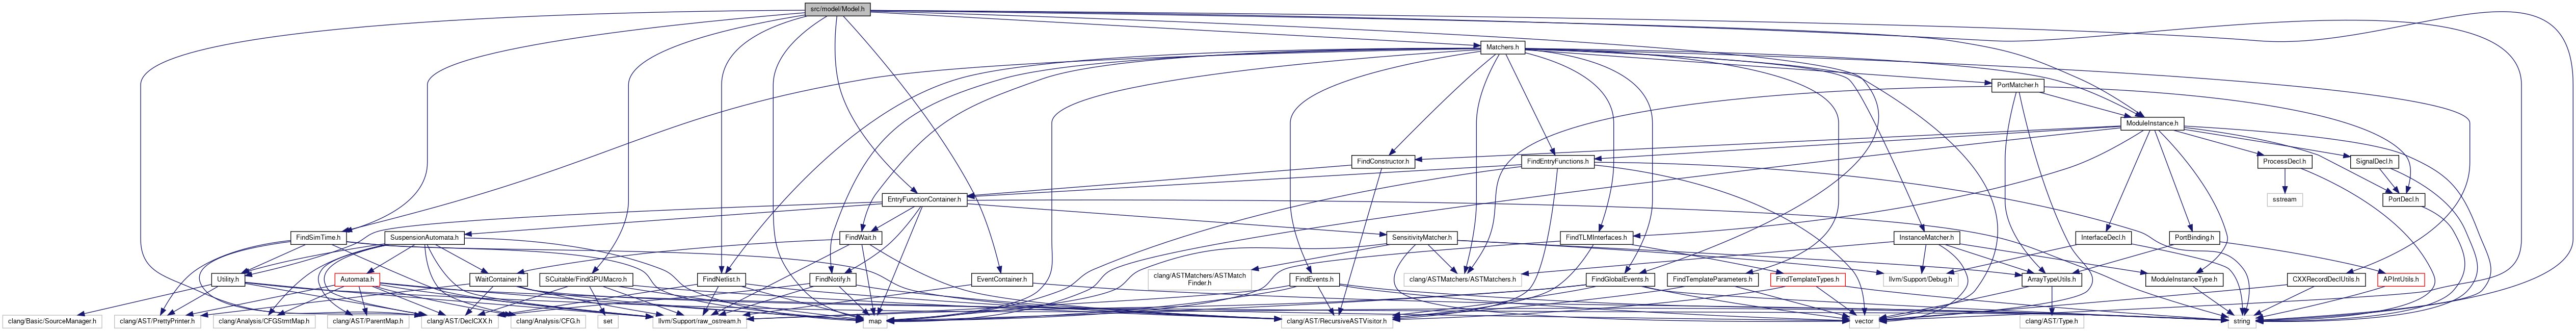 src/model/Model.h
Matchers.h
PortMatcher.h
ModuleInstance.h
FindConstructor.h
FindEntryFunctions.h
ProcessDecl.h
SignalDecl.h
EntryFunctionContainer.h
sstream
PortDecl.h
FindSimTime.h
SuspensionAutomata.h
FindWait.h
SensitivityMatcher.h
FindTLMInterfaces.h
InstanceMatcher.h
InterfaceDecl.h
PortBinding.h
Utility.h
Automata.h
WaitContainer.h
SCuitable/FindGPUMacro.h
FindNetlist.h
FindNotify.h
EventContainer.h
clang/ASTMatchers/ASTMatch
Finder.h
FindEvents.h
clang/ASTMatchers/ASTMatchers.h
FindGlobalEvents.h
FindTemplateParameters.h
FindTemplateTypes.h
llvm/Support/Debug.h
ArrayTypeUtils.h
ModuleInstanceType.h
CXXRecordDeclUtils.h
APIntUtils.h
clang/Basic/SourceManager.h
clang/AST/PrettyPrinter.h
clang/Analysis/CFGStmtMap.h
clang/AST/ParentMap.h
clang/AST/DeclCXX.h
clang/Analysis/CFG.h
set
llvm/Support/raw_ostream.h
map
clang/AST/RecursiveASTVisitor.h
vector
clang/AST/Type.h
string